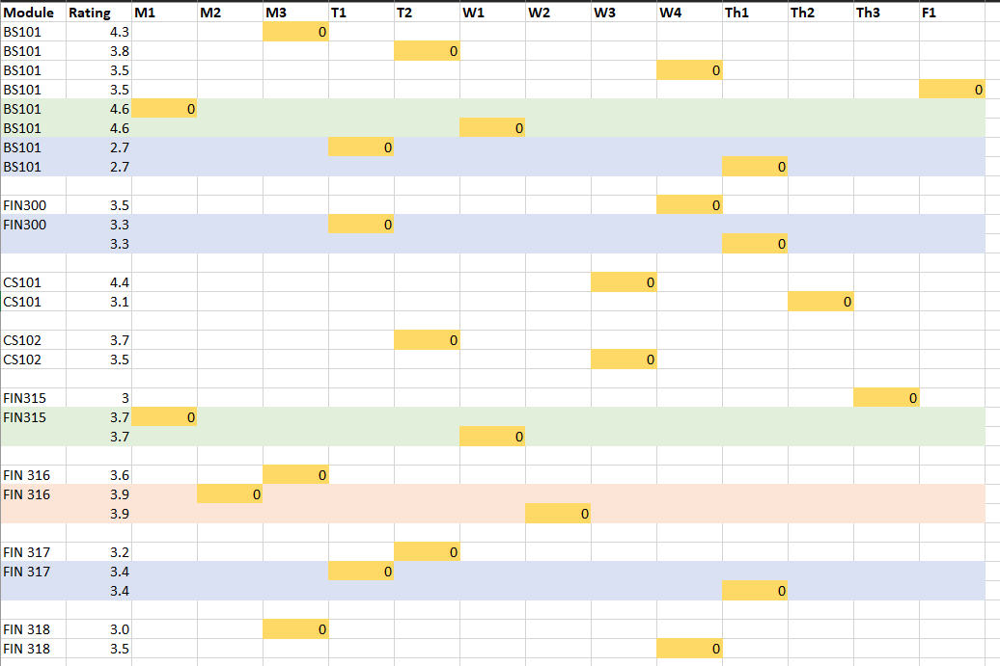 Module Rating M1 M2 M3 T1 T2 W1 W2 W3 W4 Th1 Th2 Th3 F1
BS101 4.3 0
BS101 3.8 0
BS101 3.5 0
BS101 3.5 0
BS101 4.6 0
BS101 4.6 0
BS101 2.7 0
BS101 2.7 0
FIN300 3.5 0
FIN300 3.3 0
3.3 0
CS101 4.4 0
CS101 3.1 0
CS102 3.7 0
CS102 3.5 0
FIN315 3 0
FIN315 3.7 0
3.7 0
FIN 316 3.6 0
FIN 316 3.9 0
3.9 0
FIN 317 3.2 0
FIN 317 3.4 0
3.4 0
FIN 318 3.0 0
FIN 318 3.5 0